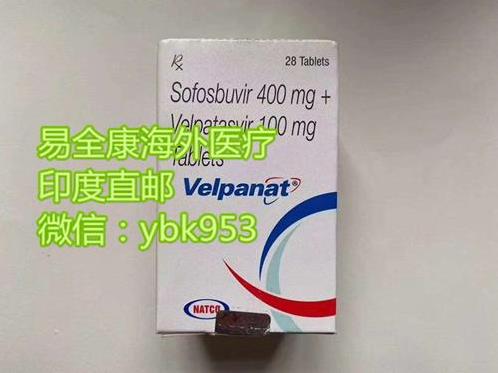 Rx
28 Tablets
Sofosbuvir 400 mg +
Velpatasvir 100 mg
Tablets
易全康海外医疗
印度直邮
微信：ybk953
Velpanat®
NATCO